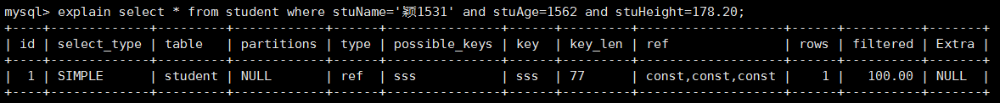 mysql> explain select * from student where stuName='颖1531' and stuAge=1562 and stuHeight=178.20;
+----+-------------+---------+------------+------+---------------+------+---------+-------------------+------+----------+-------+
| id | select_type | table | partitions | type | possible_keys | key | key_len | ref | rows | filtered | Extra |
+----+-------------+---------+------------+------+---------------+------+---------+-------------------+------+----------+-------+
| 1 | SIMPLE | student | NULL | ref | sss | sss | 77 | const,const,const | 1 | 100.00 | NULL |
+----+-------------+---------+------------+------+---------------+------+---------+-------------------+------+----------+-------+